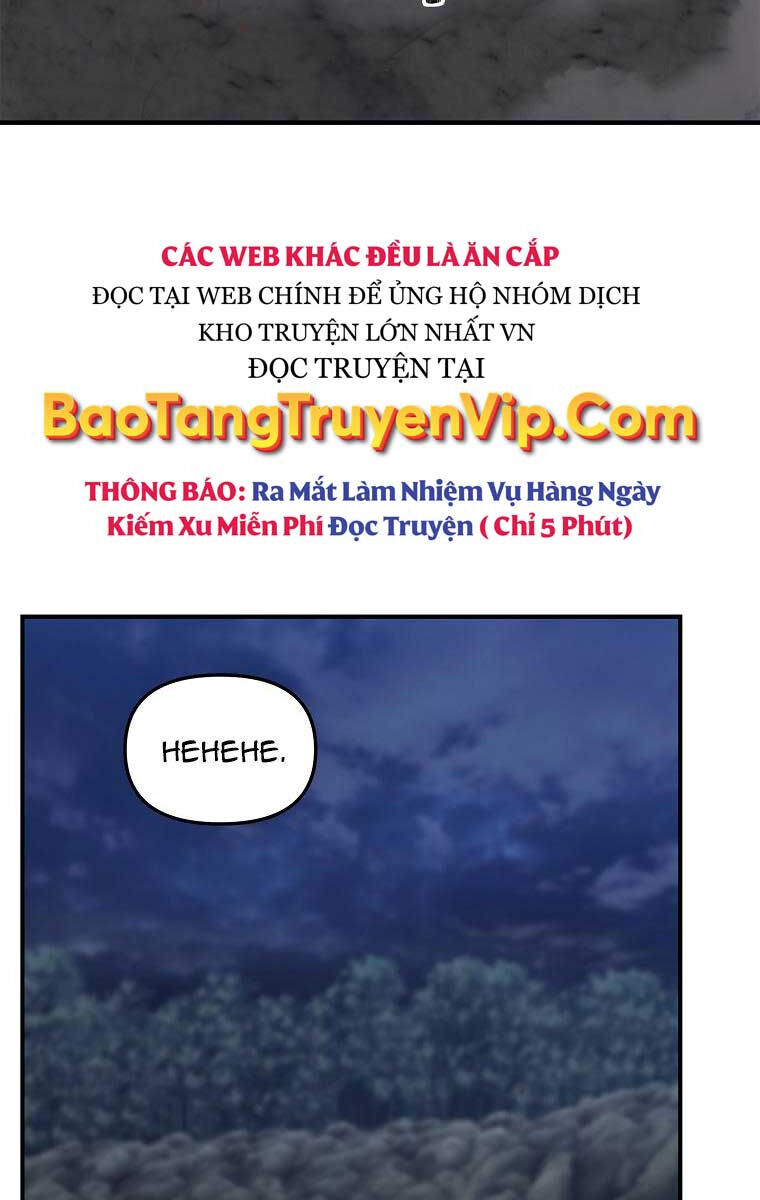 CÁC WEB KHÁC ĐỀU LÀ ĂN CẮP
ĐỌC TẠI WEB CHÍNH ĐỂ ỦNG HỘ NHÓM DỊCH
KHO TRUYỆN LỚN NHẤT VN
ĐỌC TRUYỆN TẠI
BaoTangTruyenVip.Com
THÔNG BÁO: Ra Mắt Làm Nhiệm Vụ Hàng Ngày
Kiếm Xu Miễn Phí Đọc Truyện ( Chỉ 5 Phút)
HEHEHE.